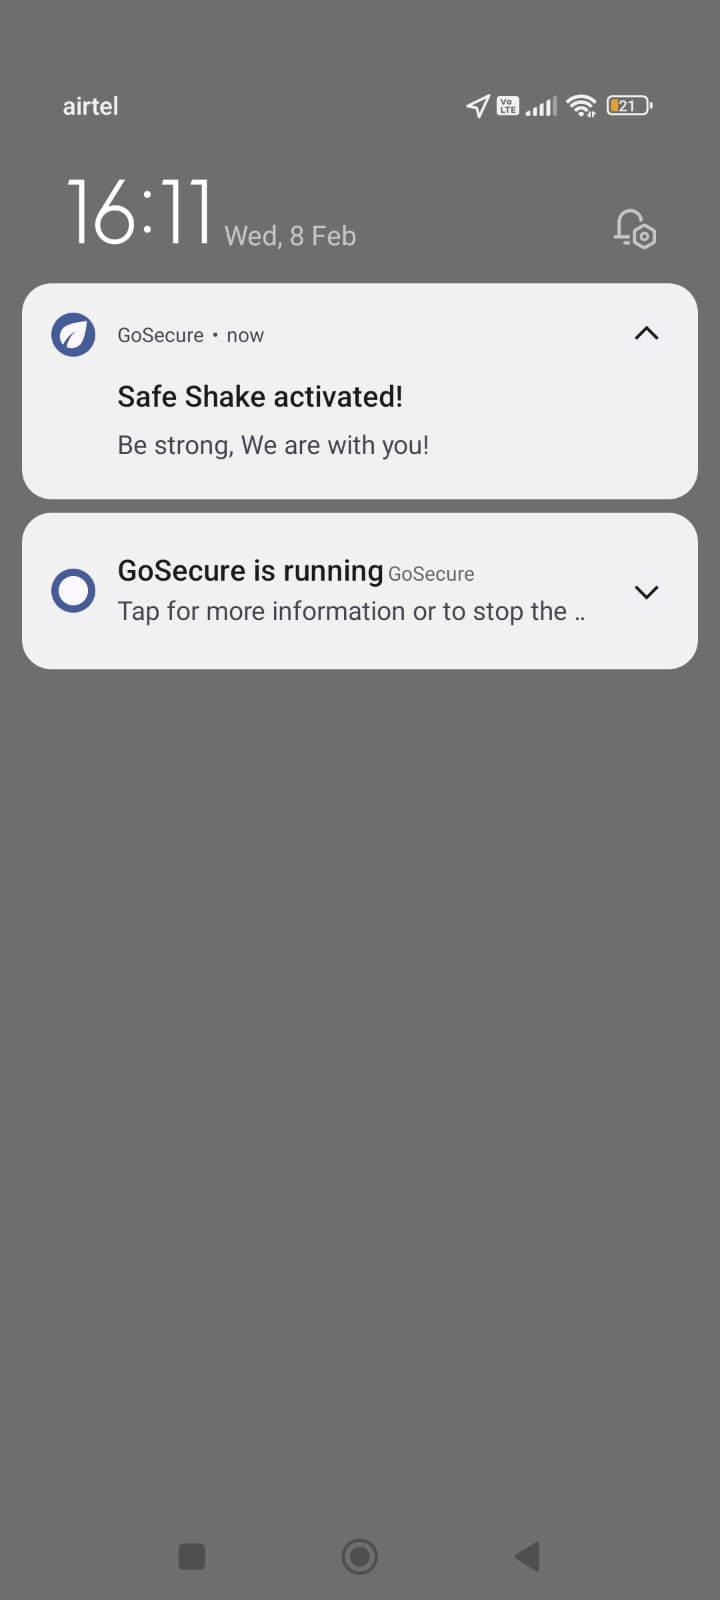 airtel
Vo LTE
21
16:11 Wed, 8 Feb
GoSecure • now
Safe Shake activated!
Be strong, We are with you!
GoSecure is running GoSecure
Tap for more information or to stop the ..